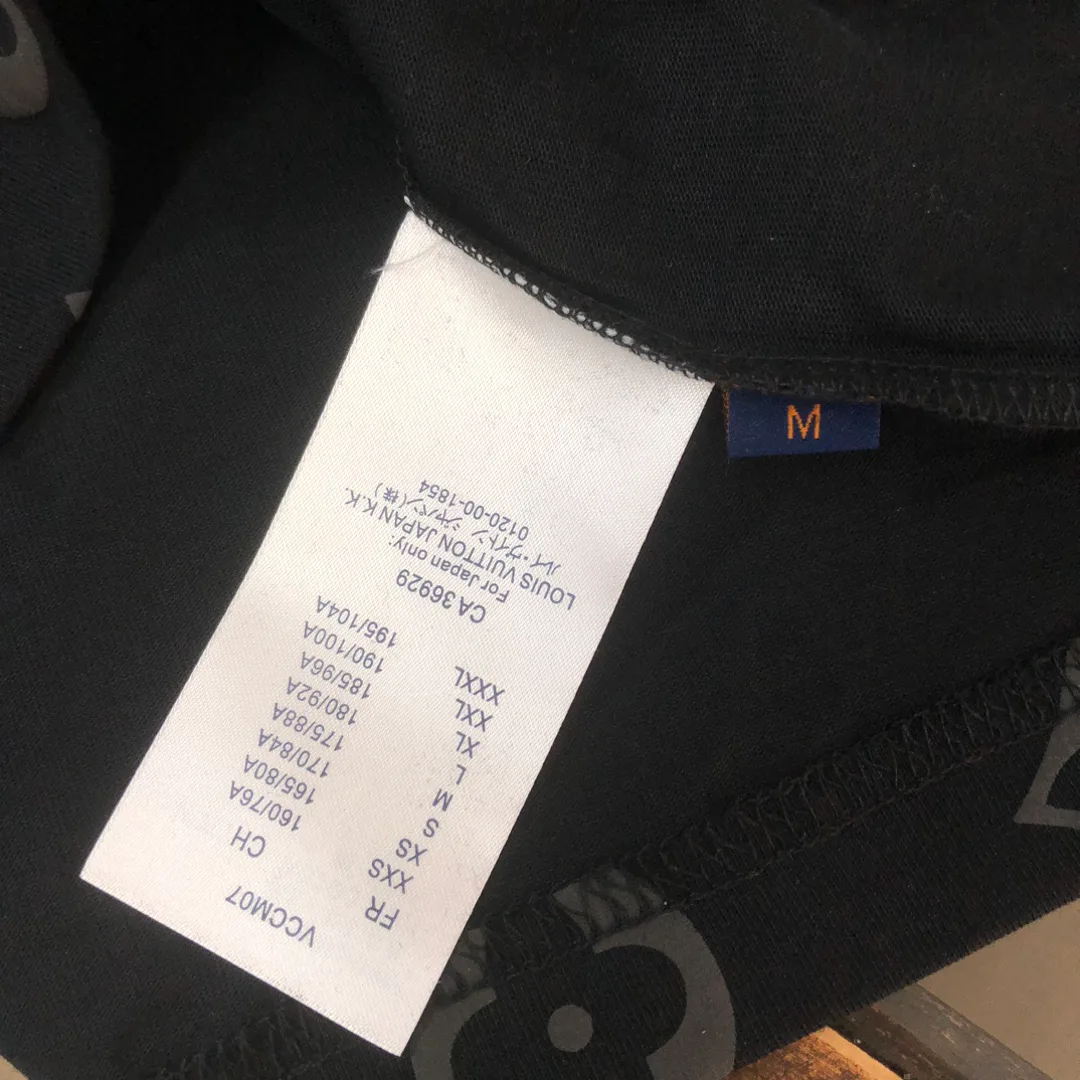 VCCM07
FR CH
XXS 160/76A
XS 165/80A
S 170/84A
M 175/88A
L 180/92A
XL 185/96A
XXL 190/100A
XXXL 195/104A
CA 36929
For Japan only:
LOUIS VUITTON JAPAN K.K.
ルイ・ヴィトン ジャパン(株)
0120-00-1854
M